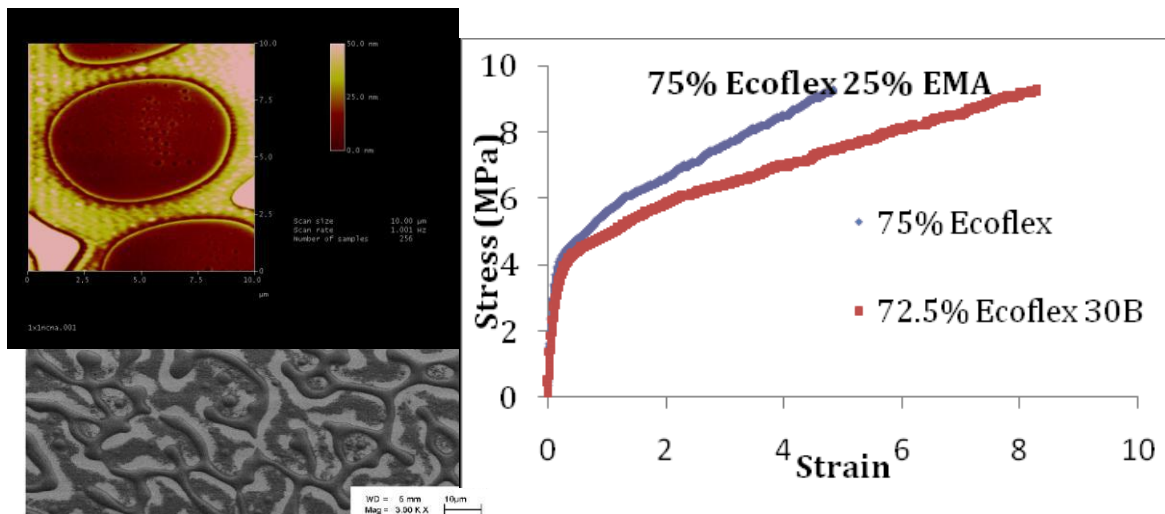 10.0
7.5
5.0
2.5
0
0
2.5
5.0
7.5
10.0
µm
50.0 nm
25.0 nm
0.0 nm
Scan size 10.00 µm
Scan rate 1.001 Hz
Number of samples 256
WD = 6 mm 10µm
Mag = 3.00 K X
75% Ecoflex 25% EMA
Stress (MPa)
10
8
6
4
2
0
0 2 4 6 8 10
Strain
75% Ecoflex
72.5% Ecoflex 30B